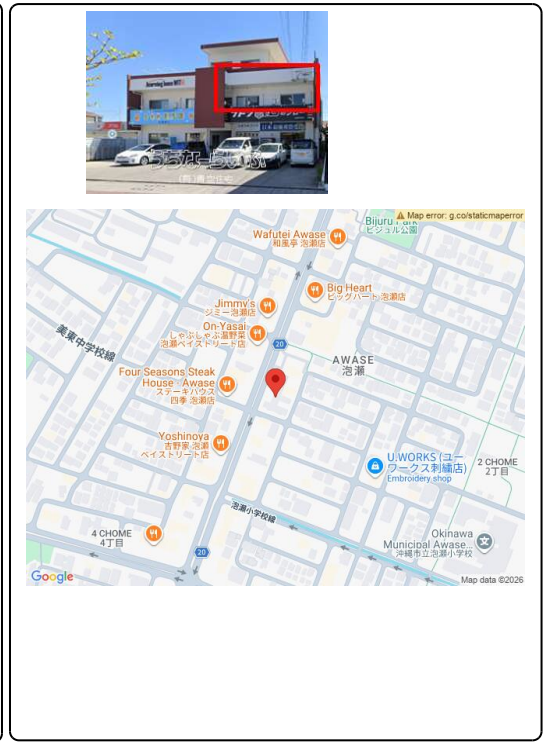 うちなーらいふ
Map error: g.co/staticmaperror
Bijuru Park
ビジュル公園
Wafutei Awase
和風亭 泡瀬店
Big Heart
ビッグハート 泡瀬店
Jimmy's
ジミー泡瀬店
On-Yasai
しゃぶしゃぶ温野菜
泡瀬ベイストリート店
20
美東中学校線
AWASE
泡瀬
Four Seasons Steak
House - Awase
ステーキハウス
四季 泡瀬店
Yoshinoya
吉野家 泡瀬
ベイストリート店
U.WORKS (ユー
ワークス刺繍店)
Embroidery shop
2 CHOME
2丁目
泡瀬小学校線
4 CHOME
4丁目
Okinawa
Municipal Awase...
沖縄市立泡瀬小学校
20
Google
Map data ©2026